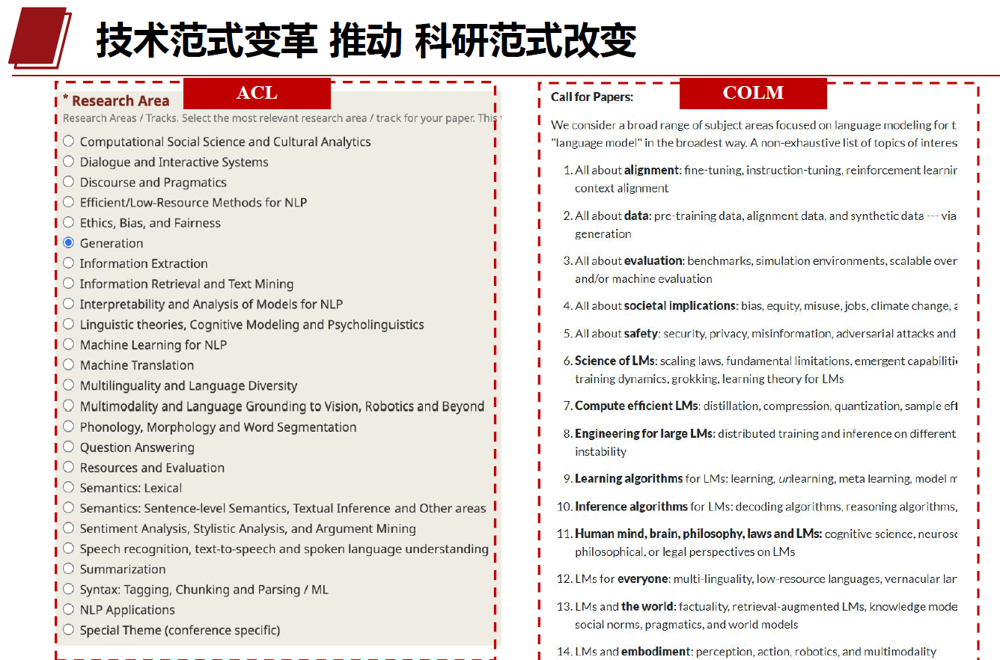 技术范式变革 推动 科研范式改变
ACL
* Research Area
Research Areas / Tracks. Select the most relevant research area / track for your paper. This
Computational Social Science and Cultural Analytics
Dialogue and Interactive Systems
Discourse and Pragmatics
Efficient/Low-Resource Methods for NLP
Ethics, Bias, and Fairness
Generation
Information Extraction
Information Retrieval and Text Mining
Interpretability and Analysis of Models for NLP
Linguistic theories, Cognitive Modeling and Psycholinguistics
Machine Learning for NLP
Machine Translation
Multilinguality and Language Diversity
Multimodality and Language Grounding to Vision, Robotics and Beyond
Phonology, Morphology and Word Segmentation
Question Answering
Resources and Evaluation
Semantics: Lexical
Semantics: Sentence-level Semantics, Textual Inference and Other areas
Sentiment Analysis, Stylistic Analysis, and Argument Mining
Speech recognition, text-to-speech and spoken language understanding
Summarization
Syntax: Tagging, Chunking and Parsing / ML
NLP Applications
Special Theme (conference specific)
COLM
Call for Papers:
We consider a broad range of subject areas focused on language modeling for t
"language model" in the broadest way. A non-exhaustive list of topics of interes
1. All about alignment: fine-tuning, instruction-tuning, reinforcement learnin
context alignment
2. All about data: pre-training data, alignment data, and synthetic data --- via
generation
3. All about evaluation: benchmarks, simulation environments, scalable over
and/or machine evaluation
4. All about societal implications: bias, equity, misuse, jobs, climate change, a
5. All about safety: security, privacy, misinformation, adversarial attacks and
6. Science of LMs: scaling laws, fundamental limitations, emergent capabiliti
training dynamics, grokking, learning theory for LMs
7. Compute efficient LMs: distillation, compression, quantization, sample eff
8. Engineering for large LMs: distributed training and inference on different
instability
9. Learning algorithms for LMs: learning, unlearning, meta learning, model m
10. Inference algorithms for LMs: decoding algorithms, reasoning algorithms,
11. Human mind, brain, philosophy, laws and LMs: cognitive science, neurosc
philosophical, or legal perspectives on LMs
12. LMs for everyone: multi-linguality, low-resource languages, vernacular lan
13. LMs and the world: factuality, retrieval-augmented LMs, knowledge mode
social norms, pragmatics, and world models
14. LMs and embodiment: perception, action, robotics, and multimodality